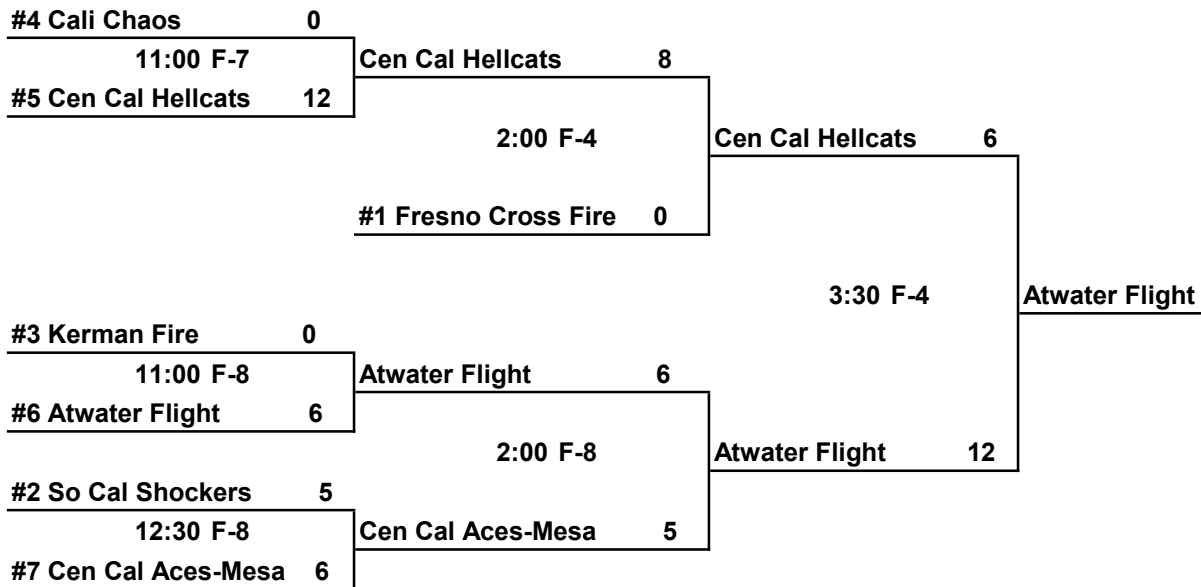 #4 Cali Chaos 0
11:00 F-7
Cen Cal Hellcats 8
#5 Cen Cal Hellcats 12
2:00 F-4
Cen Cal Hellcats 6
#1 Fresno Cross Fire 0
3:30 F-4
Atwater Flight
#3 Kerman Fire 0
11:00 F-8
Atwater Flight 6
#6 Atwater Flight 6
2:00 F-8
Atwater Flight 12
#2 So Cal Shockers 5
12:30 F-8
Cen Cal Aces-Mesa 5
#7 Cen Cal Aces-Mesa 6